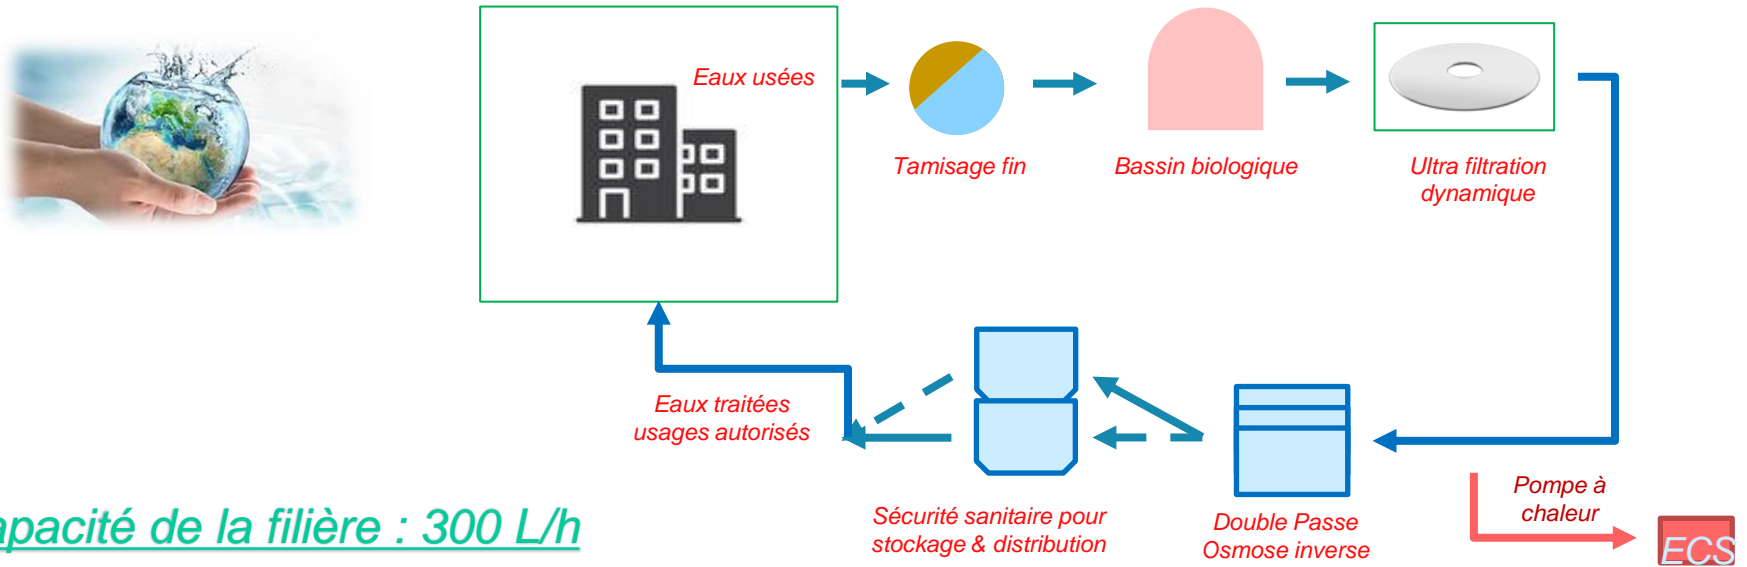 Eaux usées
Tamisage fin
Bassin biologique
Ultra filtration
dynamique
Eaux traitées
usages autorisés
Sécurité sanitaire pour
stockage & distribution
Double Passe
Osmose inverse
Pompe à
chaleur
ECS
apacité de la filière : 300 L/h